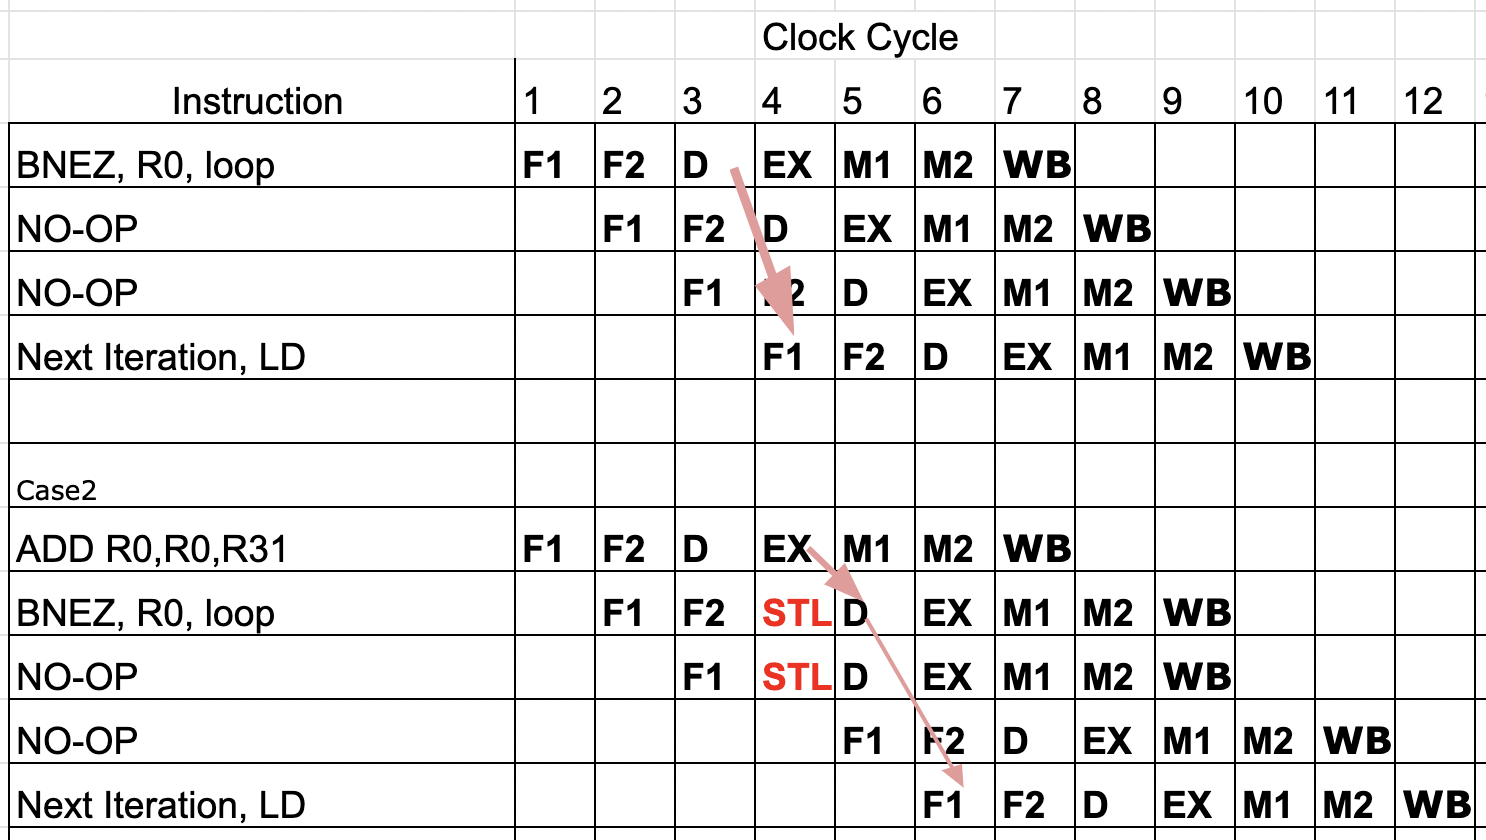 Clock Cycle
Instruction 1 2 3 4 5 6 7 8 9 10 11 12
BNEZ, R0, loop F1 F2 D EX M1 M2 WB
NO-OP F1 F2 D EX M1 M2 WB
NO-OP F1 F2 D EX M1 M2 WB
Next Iteration, LD F1 F2 D EX M1 M2 WB
Case2
ADD R0,R0,R31 F1 F2 D EX M1 M2 WB
BNEZ, R0, loop F1 F2 STL D EX M1 M2 WB
NO-OP F1 STL D EX M1 M2 WB
NO-OP F1 F2 D EX M1 M2 WB
Next Iteration, LD F1 F2 D EX M1 M2 WB